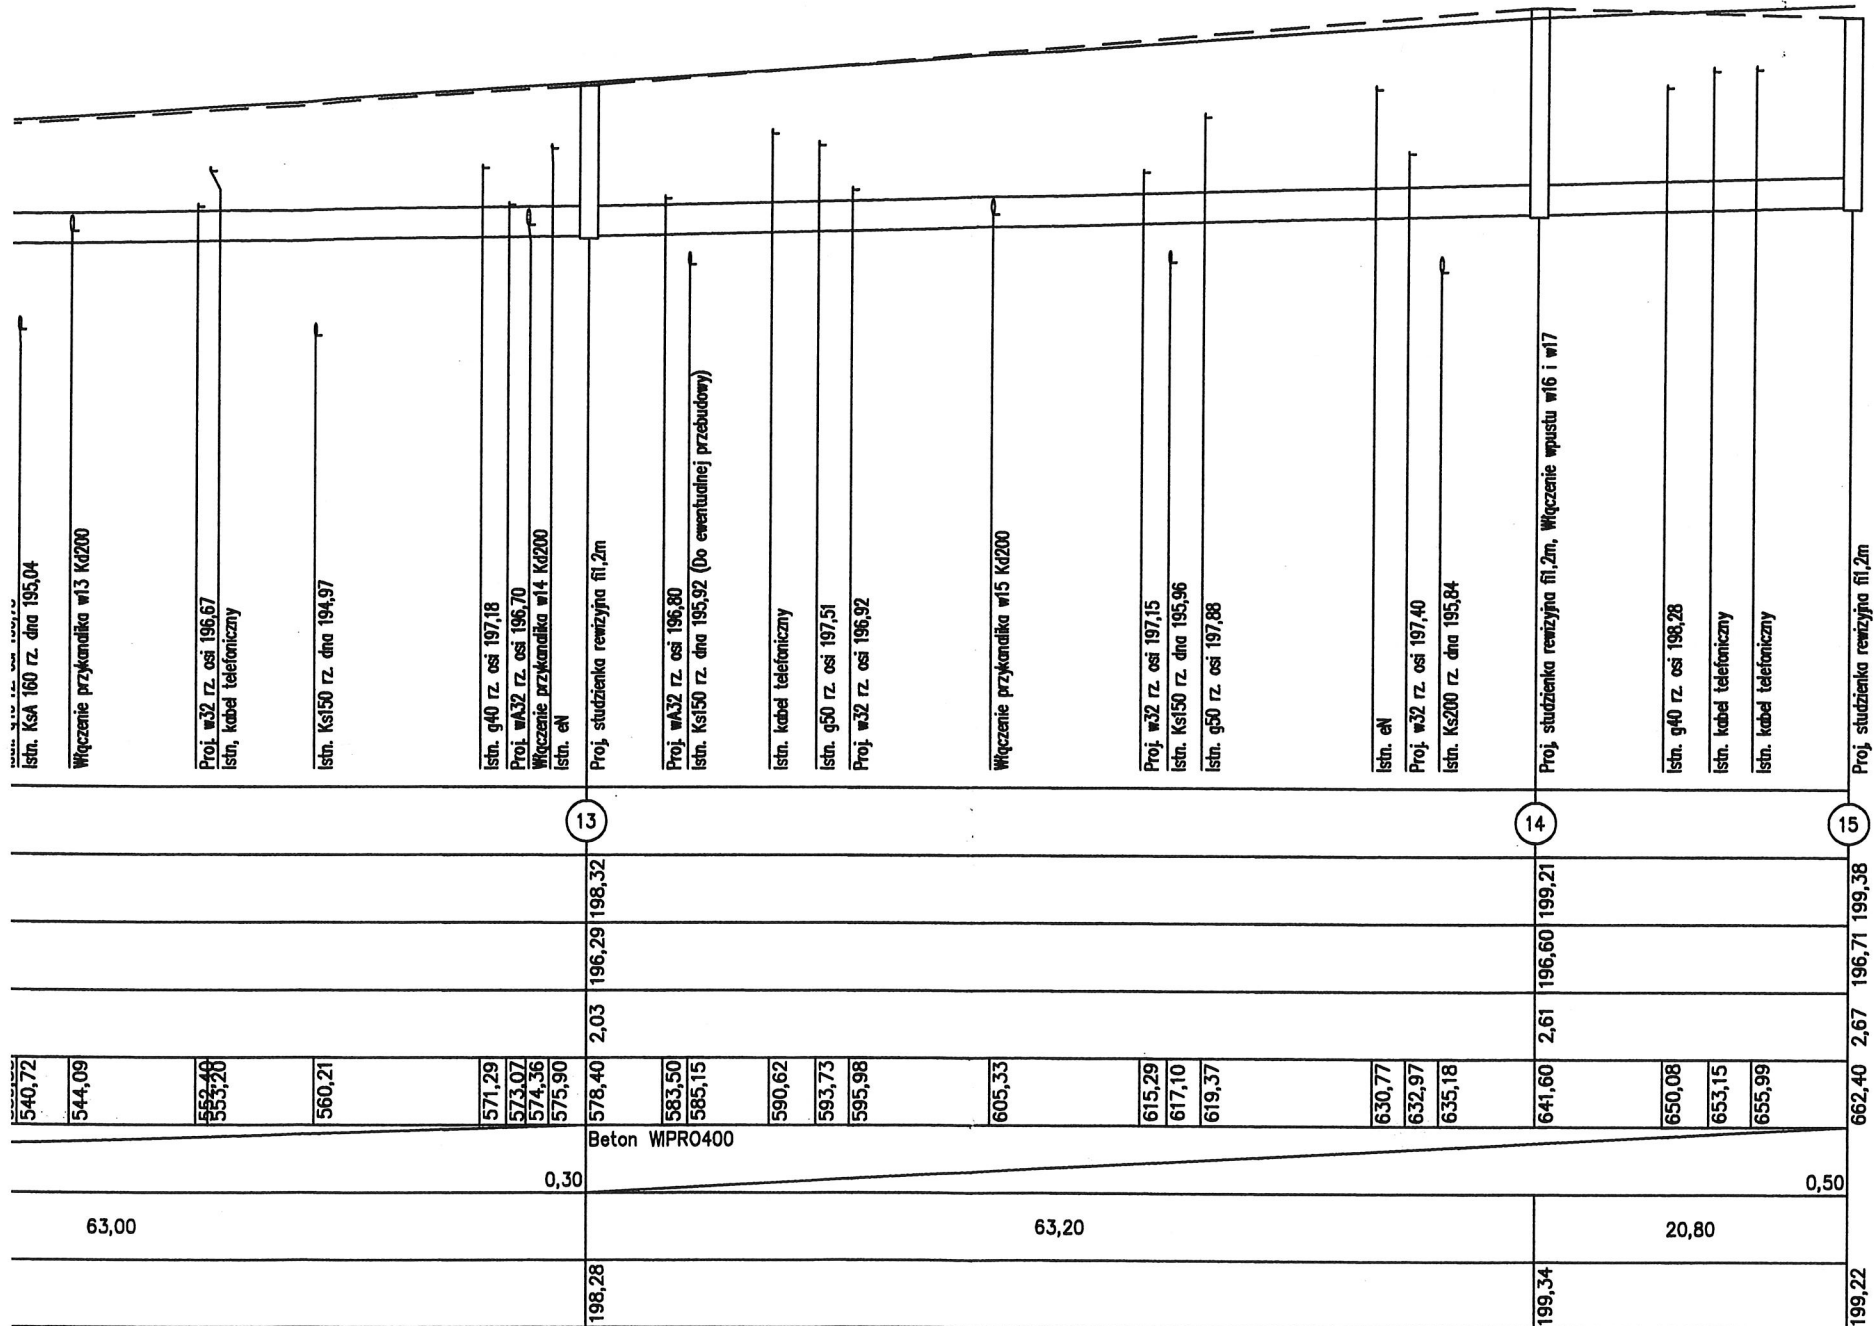 Istn. KsA 160 rz. dna 195,04
Włączenie przykanalika w13 Kd200
Proj. w32 rz. osi 196,67
Istn. kabel telefoniczny
Istn. Ks150 rz. dna 194,97
Istn. g40 rz. osi 197,18
Proj. wA32 rz. osi 196,70
Włączenie przykanalika w14 Kd200
Istn. eN
Proj. studzienka rewizyjna fi1,2m
Proj. wA32 rz. osi 196,80
Istn. Ks150 rz. dna 195,92 (Do ewentualnej przebudowy)
Istn. kabel telefoniczny
Istn. g50 rz. osi 197,51
Proj. w32 rz. osi 196,92
Włączenie przykanalika w15 Kd200
Proj. w32 rz. osi 197,15
Istn. Ks150 rz. dna 195,96
Istn. g50 rz. osi 197,88
Istn. eN
Proj. w32 rz. osi 197,40
Istn. Ks200 rz. dna 195,84
Proj. studzienka rewizyjna fi1,2m, Włączenie wpustu w16 i w17
Istn. g40 rz. osi 198,28
Istn. kabel telefoniczny
Istn. kabel telefoniczny
Proj. studzienka rewizyjna fi1,2m
13
14
15
198,32
199,21
199,38
196,29
196,60
196,71
2,03
2,61
2,67
540,72
544,09
552,40
553,20
560,21
571,29
573,07
574,36
575,90
578,40
583,50
585,15
590,62
593,73
595,98
605,33
615,29
617,10
619,37
630,77
632,97
635,18
641,60
650,08
653,15
655,99
662,40
Beton WIPRO400
0,30
0,50
63,00
63,20
20,80
198,28
199,34
199,22